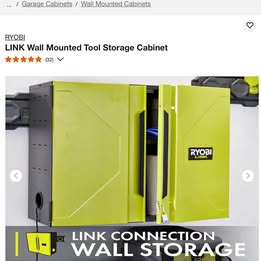 ... / Garage Cabinets / Wall Mounted Cabinets
RYOBI
LINK Wall Mounted Tool Storage Cabinet
(32)
RYOBI
LINK
LINK CONNECTION
WALL STORAGE